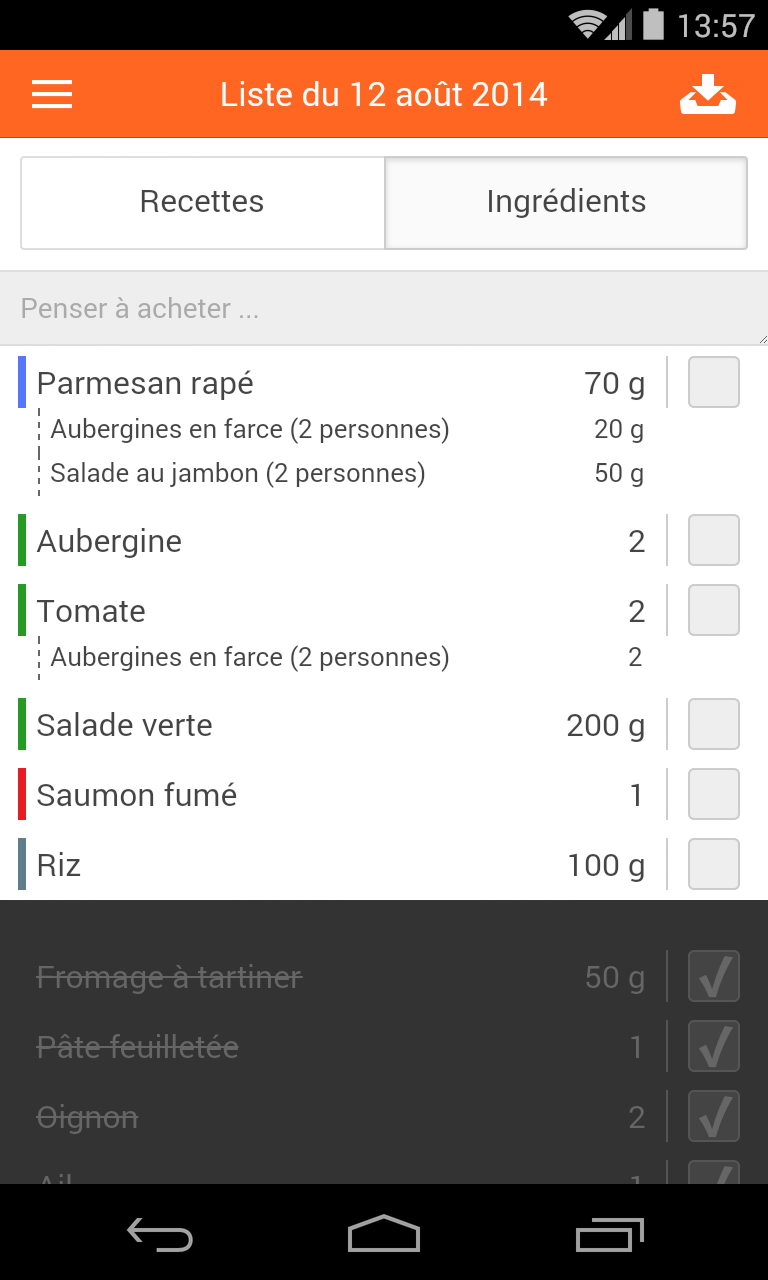 13:57
Liste du 12 août 2014
Recettes Ingrédients
Penser à acheter ...
Parmesan rapé 70 g
Aubergines en farce (2 personnes) 20 g
Salade au jambon (2 personnes) 50 g
Aubergine 2
Tomate 2
Aubergines en farce (2 personnes) 2
Salade verte 200 g
Saumon fumé 1
Riz 100 g
Fromage à tartiner 50 g
Pâte feuilletée 1
Oignon 2
Ail 1